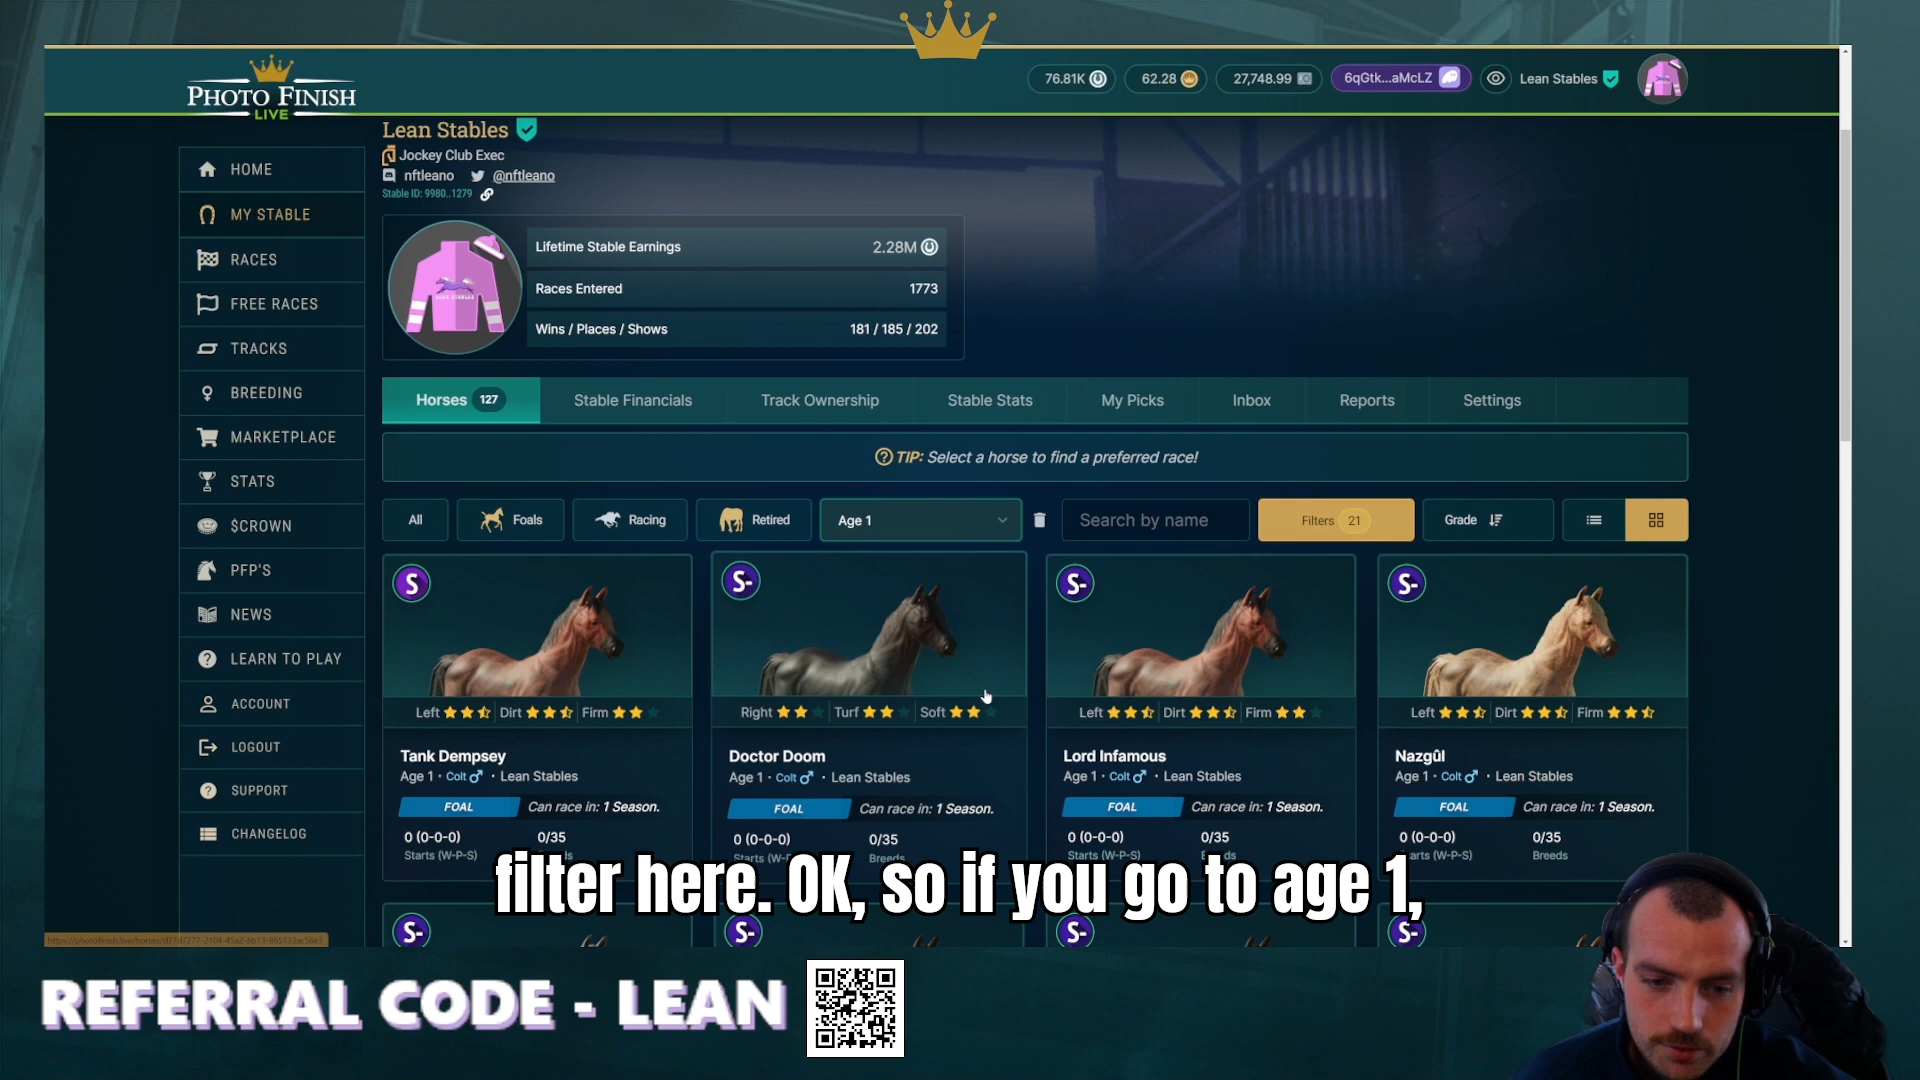 PHOTO FINISH
LIVE
76.81K
62.28
27,748.99
6qGtk...aMcLZ
Lean Stables
HOME
MY STABLE
RACES
FREE RACES
TRACKS
BREEDING
MARKETPLACE
STATS
$CROWN
PFP'S
NEWS
LEARN TO PLAY
ACCOUNT
LOGOUT
SUPPORT
CHANGELOG
Lean Stables
Jockey Club Exec
nftleano @nftleano
Stable ID: 9980..1279
LEAN STABLES
Lifetime Stable Earnings 2.28M
Races Entered 1773
Wins / Places / Shows 181 / 185 / 202
Horses 127 Stable Financials Track Ownership Stable Stats My Picks Inbox Reports Settings
TIP: Select a horse to find a preferred race!
All Foals Racing Retired Age 1 Search by name Filters 21 Grade
S S- S- S-
Left Dirt Firm Right Turf Soft Left Dirt Firm Left Dirt Firm
Tank Dempsey Doctor Doom Lord Infamous Nazgûl
Age 1 • Colt • Lean Stables Age 1 • Colt • Lean Stables Age 1 • Colt • Lean Stables Age 1 • Colt • Lean Stables
FOAL Can race in: 1 Season. FOAL Can race in: 1 Season. FOAL Can race in: 1 Season. FOAL Can race in: 1 Season.
0 (0-0-0) 0/35 0 (0-0-0) 0/35 0 (0-0-0) 0/35 0 (0-0-0) 0/35
Starts (W-P-S) Starts (W-P-S) Breeds Starts (W-P-S) Breeds
filter here. OK, so if you go to age 1,
S- S- S- S-
REFERRAL CODE - LEAN